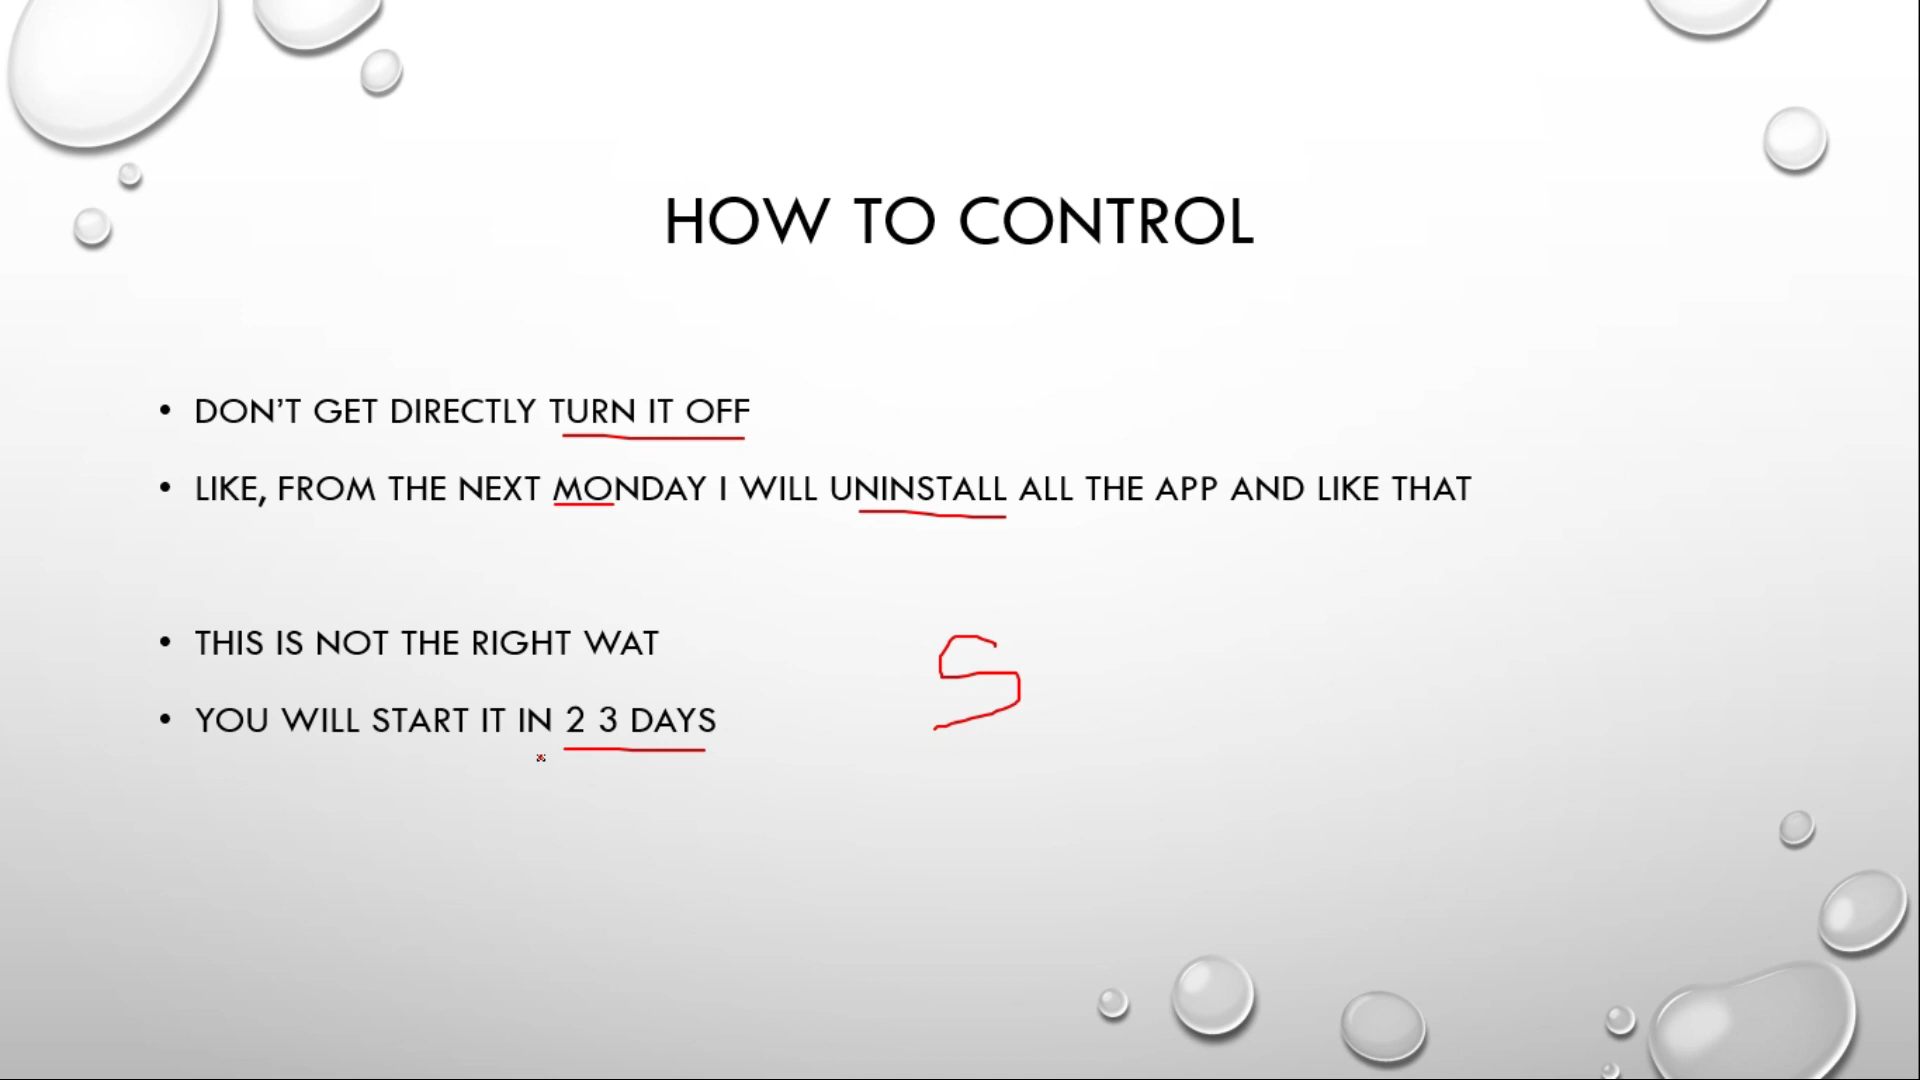 HOW TO CONTROL
• DON'T GET DIRECTLY TURN IT OFF
• LIKE, FROM THE NEXT MONDAY I WILL UNINSTALL ALL THE APP AND LIKE THAT
• THIS IS NOT THE RIGHT WAT
S
• YOU WILL START IT IN 2 3 DAYS